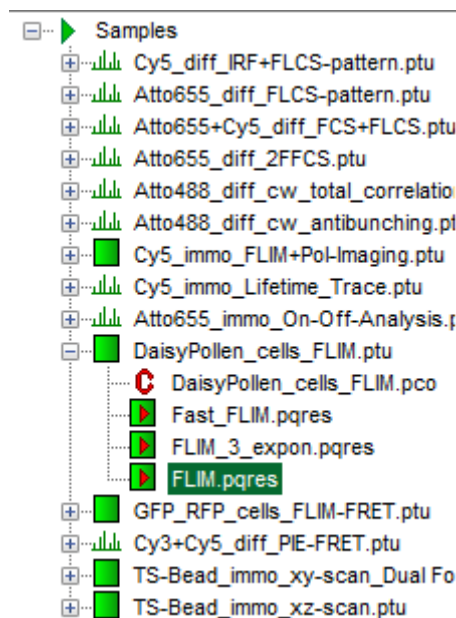 Samples
Cy5_diff_IRF+FLCS-pattern.ptu
Atto655_diff_FLCS-pattern.ptu
Atto655+Cy5_diff_FCS+FLCS.ptu
Atto655_diff_2FFCS.ptu
Atto488_diff_cw_total_correlatio
Atto488_diff_cw_antibunching.pt
Cy5_immo_FLIM+Pol-Imaging.ptu
Cy5_immo_Lifetime_Trace.ptu
Atto655_immo_On-Off-Analysis.p
DaisyPollen_cells_FLIM.ptu
DaisyPollen_cells_FLIM.pco
Fast_FLIM.pqres
FLIM_3_expon.pqres
FLIM.pqres
GFP_RFP_cells_FLIM-FRET.ptu
Cy3+Cy5_diff_PIE-FRET.ptu
TS-Bead_immo_xy-scan_Dual Fo
TS-Bead_immo_xz-scan.ptu